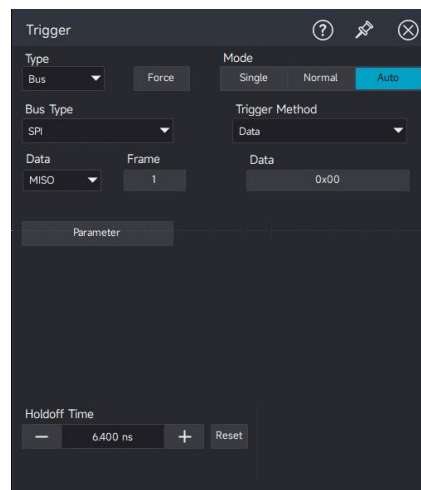 Trigger
Type Mode
Bus Force Single Normal Auto
Bus Type Trigger Method
SPI Data
Data Frame Data
MISO 1 0x00
Parameter
Holdoff Time
6.400 ns Reset